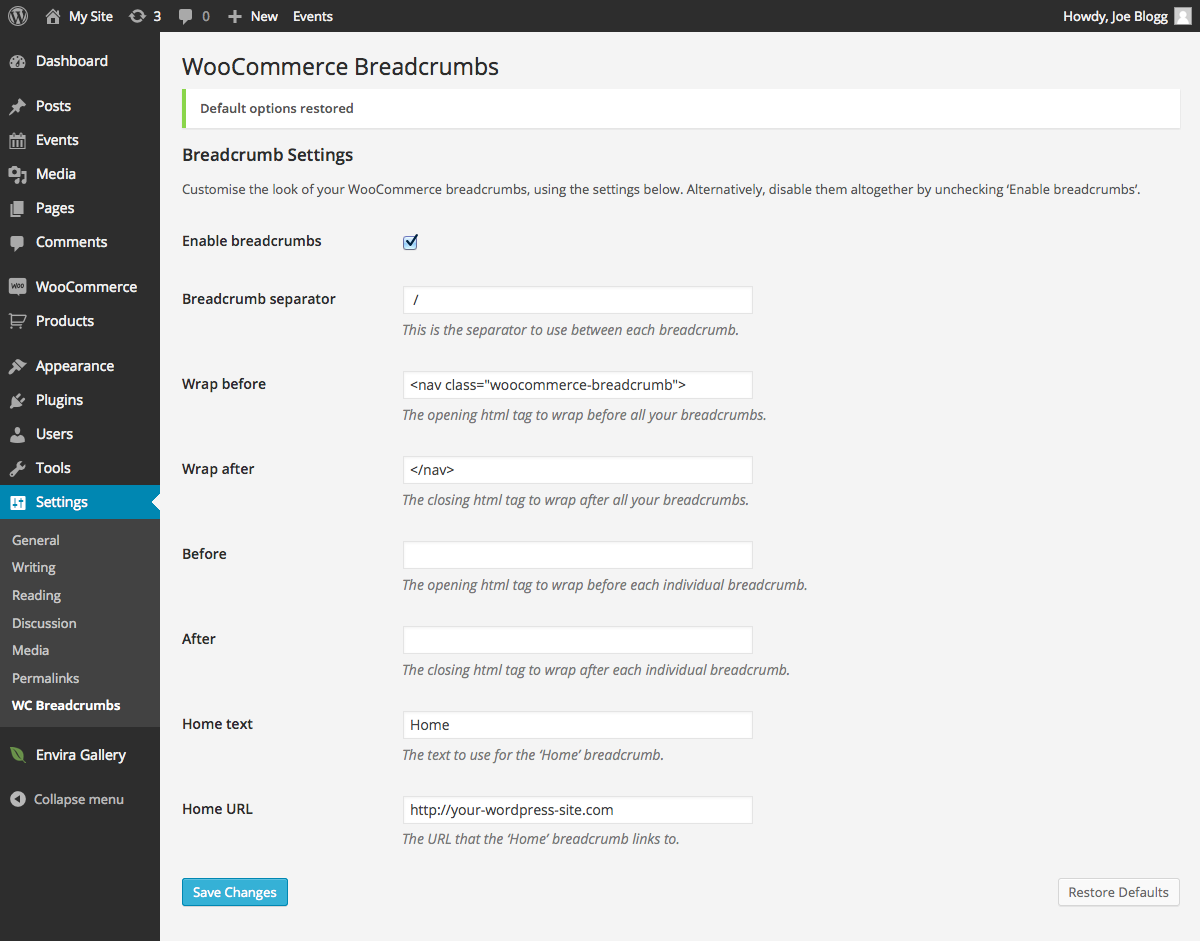 My Site 3 0 New Events Howdy, Joe Blogg
Dashboard
Posts
Events
Media
Pages
Comments
WOO WooCommerce
Products
Appearance
Plugins
Users
Tools
Settings
General
Writing
Reading
Discussion
Media
Permalinks
WC Breadcrumbs
Envira Gallery
Collapse menu
WooCommerce Breadcrumbs
Default options restored
Breadcrumb Settings
Customise the look of your WooCommerce breadcrumbs, using the settings below. Alternatively, disable them altogether by unchecking ‘Enable breadcrumbs’.
Enable breadcrumbs
Breadcrumb separator /
This is the separator to use between each breadcrumb.
Wrap before <nav class="woocommerce-breadcrumb">
The opening html tag to wrap before all your breadcrumbs.
Wrap after </nav>
The closing html tag to wrap after all your breadcrumbs.
Before
The opening html tag to wrap before each individual breadcrumb.
After
The closing html tag to wrap after each individual breadcrumb.
Home text Home
The text to use for the ‘Home’ breadcrumb.
Home URL http://your-wordpress-site.com
The URL that the ‘Home’ breadcrumb links to.
Save Changes Restore Defaults